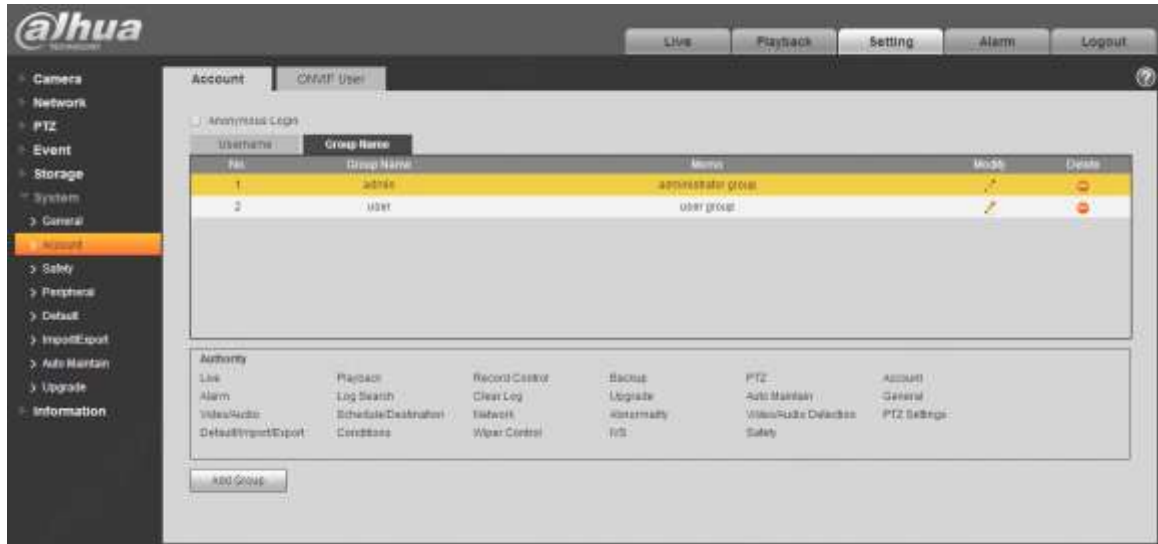 alhua
TECHNOLOGY
Live Playback Setting Alarm Logout
Camera
Network
PTZ
Event
Storage
System
General
Account
Safety
Peripheral
Default
Import/Export
Auto Maintain
Upgrade
Information
Account ONVIF User
Anonymous Login
Username Group Name
No. Group Name Memo Modify Delete
1 admin administrator group
2 user user group
Authority
Live Playback Record Control Backup PTZ Account
Alarm Log Search Clear Log Upgrade Auto Maintain General
Video/Audio Schedule/Destination Network Abnormality Video/Audio Detection PTZ Settings
Default/Import/Export Conditions Wiper Control IVS Safety
Add Group